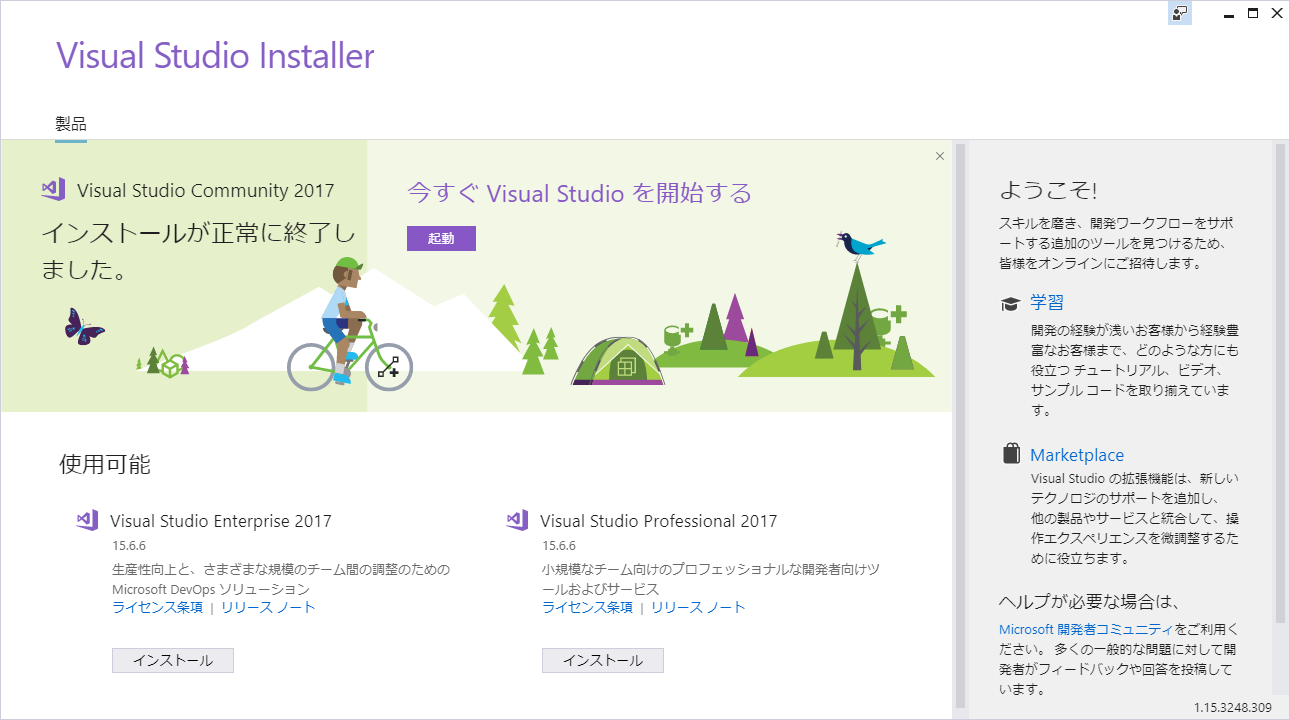 Visual Studio Installer
製品
Visual Studio Community 2017
インストールが正常に終了し
ました。
今すぐ Visual Studio を開始する
起動
使用可能
Visual Studio Enterprise 2017
15.6.6
生産性向上と、さまざまな規模のチーム間の調整のための
Microsoft DevOps ソリューション
ライセンス条項 | リリース ノート
インストール
Visual Studio Professional 2017
15.6.6
小規模なチーム向けのプロフェッショナルな開発者向けツ
ールおよびサービス
ライセンス条項 | リリース ノート
インストール
ようこそ!
スキルを磨き、開発ワークフローをサポ
ートする追加のツールを見つけるため、
皆様をオンラインにご招待します。
学習
開発の経験が浅いお客様から経験豊
富なお客様まで、どのような方にも
役立つ チュートリアル、ビデオ、
サンプル コードを取り揃えていま
す。
Marketplace
Visual Studio の拡張機能は、新しい
テクノロジのサポートを追加し、
他の製品やサービスと統合して、操
作エクスペリエンスを微調整するた
めに役立ちます。
ヘルプが必要な場合は、
Microsoft 開発者コミュニティをご利用く
ださい。 多くの一般的な問題に対して開
発者がフィードバックや回答を投稿して
います。
1.15.3248.309